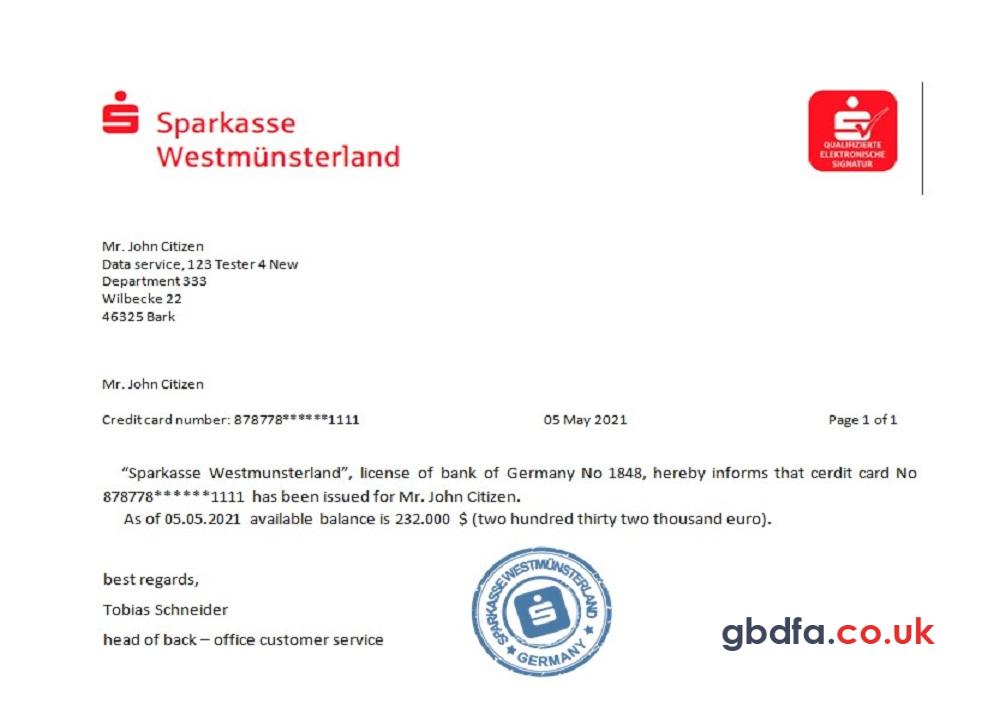 Sparkasse
Westmünsterland
QUALIFIZIERTE
ELEKTRONISCHE
SIGNATUR
Mr. John Citizen
Data service, 123 Tester 4 New
Department 333
Wilbecke 22
46325 Bark
Mr. John Citizen
Credit card number: 878778******1111 05 May 2021 Page 1 of 1
“Sparkasse Westmunsterland”, license of bank of Germany No 1848, hereby informs that cerdit card No
878778******1111 has been issued for Mr. John Citizen.
As of 05.05.2021 available balance is 232.000 $ (two hundred thirty two thousand euro).
best regards,
Tobias Schneider
head of back – office customer service
SPARKASSE WESTMÜNSTERLAND
GERMANY
gbdfa.co.uk